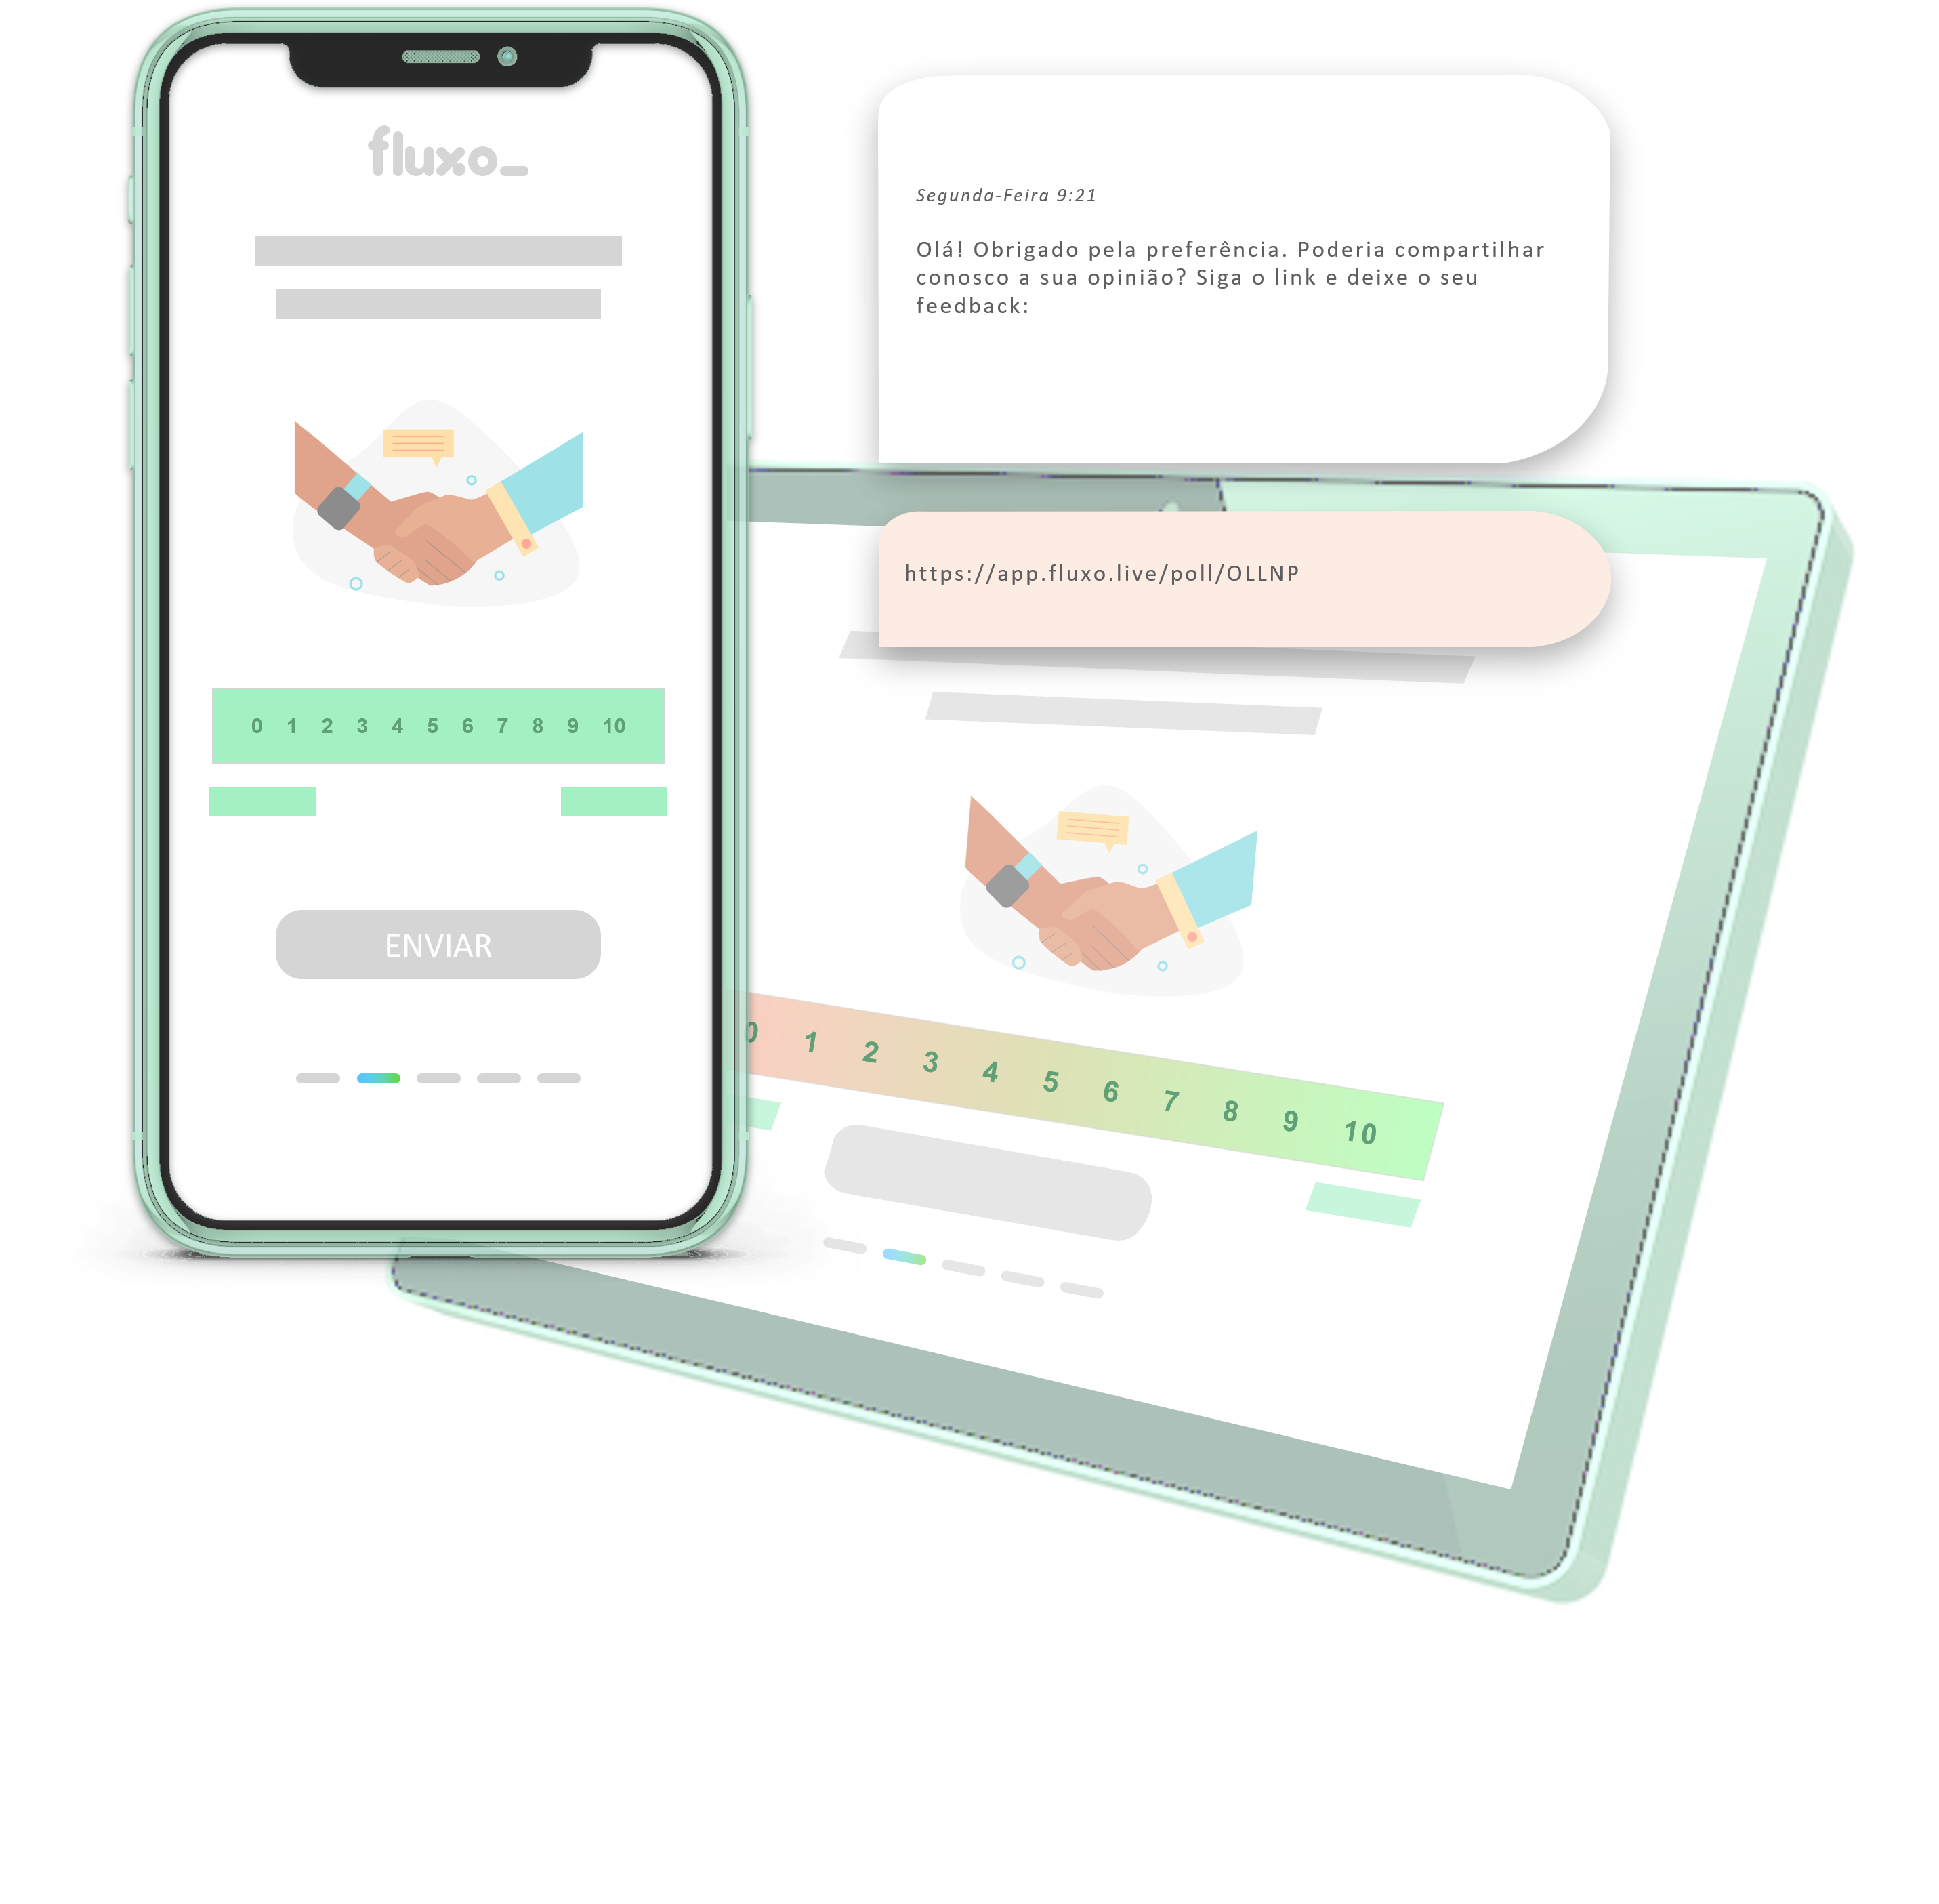 fluxo_
0 1 2 3 4 5 6 7 8 9 10
ENVIAR
Segunda-Feira 9:21
Olá! Obrigado pela preferência. Poderia compartilhar
conosco a sua opinião? Siga o link e deixe o seu
feedback:
https://app.fluxo.live/poll/OLLNP
0 1 2 3 4 5 6 7 8 9 10